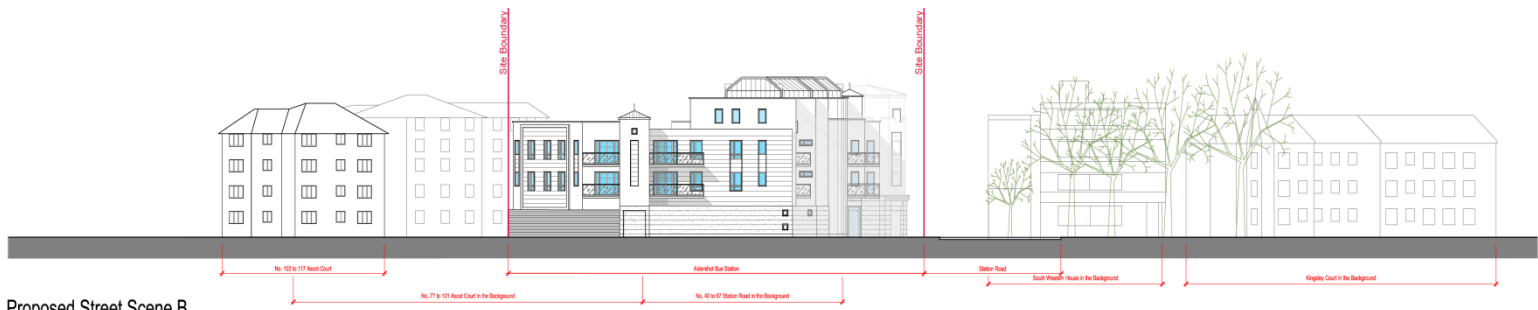 Site Boundary
Site Boundary
No. 102 to 117 Ascot Court
Aldershot Bus Station
Station Road
South Western House in the Background
Kingsley Court in the Background
No. 77 to 101 Ascot Court in the Background
No. 40 to 67 Station Road in the Background
Proposed Street Scene B